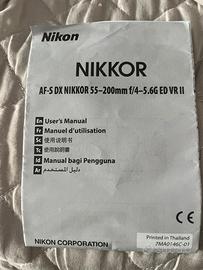 Nikon
NIKKOR
AF-S DX NIKKOR 55-200mm f/4-5.6G ED VR II
En User's Manual
Fr Manuel d'utilisation
Sc 使用说明书
Tc 使用說明書
Id Manual bagi Pengguna
Ar دليل المستخدم
CE
Printed in Thailand
7MA0146C-01
NIKON CORPORATION